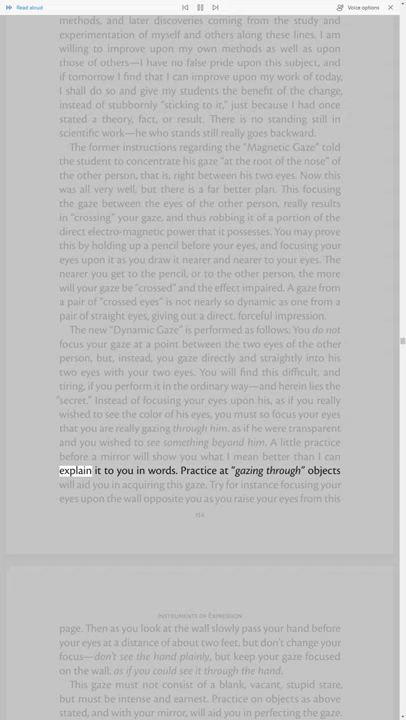 Read aloud
Voice options
methods, and later discoveries coming from the study and
experimentation of myself and others along these lines. I am
willing to improve upon my own methods as well as upon
those of others—I have no false pride upon this subject, and
if tomorrow I find that I can improve upon my work of today,
I shall do so and give my students the benefit of the change,
instead of stubbornly "sticking to it," just because I had once
stated a theory, fact, or result. There is no standing still in
scientific work—he who stands still really goes backward.
The former instructions regarding the "Magnetic Gaze" told
the student to concentrate his gaze "at the root of the nose" of
the other person, that is, right between his two eyes. Now this
was all very well, but there is a far better plan. This focusing
the gaze between the eyes of the other person, really results
in "crossing" your gaze, and thus robbing it of a portion of the
direct electro-magnetic power that it possesses. You may prove
this by holding up a pencil before your eyes, and focusing your
eyes upon it as you draw it nearer and nearer to your eyes. The
nearer you get to the pencil, or to the other person, the more
will your gaze be "crossed" and the effect impaired. A gaze from
a pair of "crossed eyes" is not nearly so dynamic as one from a
pair of straight eyes, giving out a direct, forceful impression.
The new "Dynamic Gaze" is performed as follows: You do not
focus your gaze at a point between the two eyes of the other
person, but, instead, you gaze directly and straightly into his
two eyes with your two eyes. You will find this difficult, and
tiring, if you perform it in the ordinary way—and herein lies the
"secret." Instead of focusing your eyes upon his, as if you really
wished to see the color of his eyes, you must so focus your eyes
that you are really gazing through him, as if he were transparent
and you wished to see something beyond him. A little practice
before a mirror will show you what I mean better than I can
explain it to you in words. Practice at "gazing through" objects
will aid you in acquiring this gaze. Try for instance focusing your
eyes upon the wall opposite you as you raise your eyes from this
164
INSTRUMENTS OF EXPRESSION
page. Then as you look at the wall slowly pass your hand before
your eyes at a distance of about two feet, but don't change your
focus—don't see the hand plainly, but keep your gaze focused
on the wall, as if you could see it through the hand.
This gaze must not consist of a blank, vacant, stupid stare,
but must be intense and earnest. Practice on objects as above
stated, and with your mirror, will aid you in perfecting the gaze.